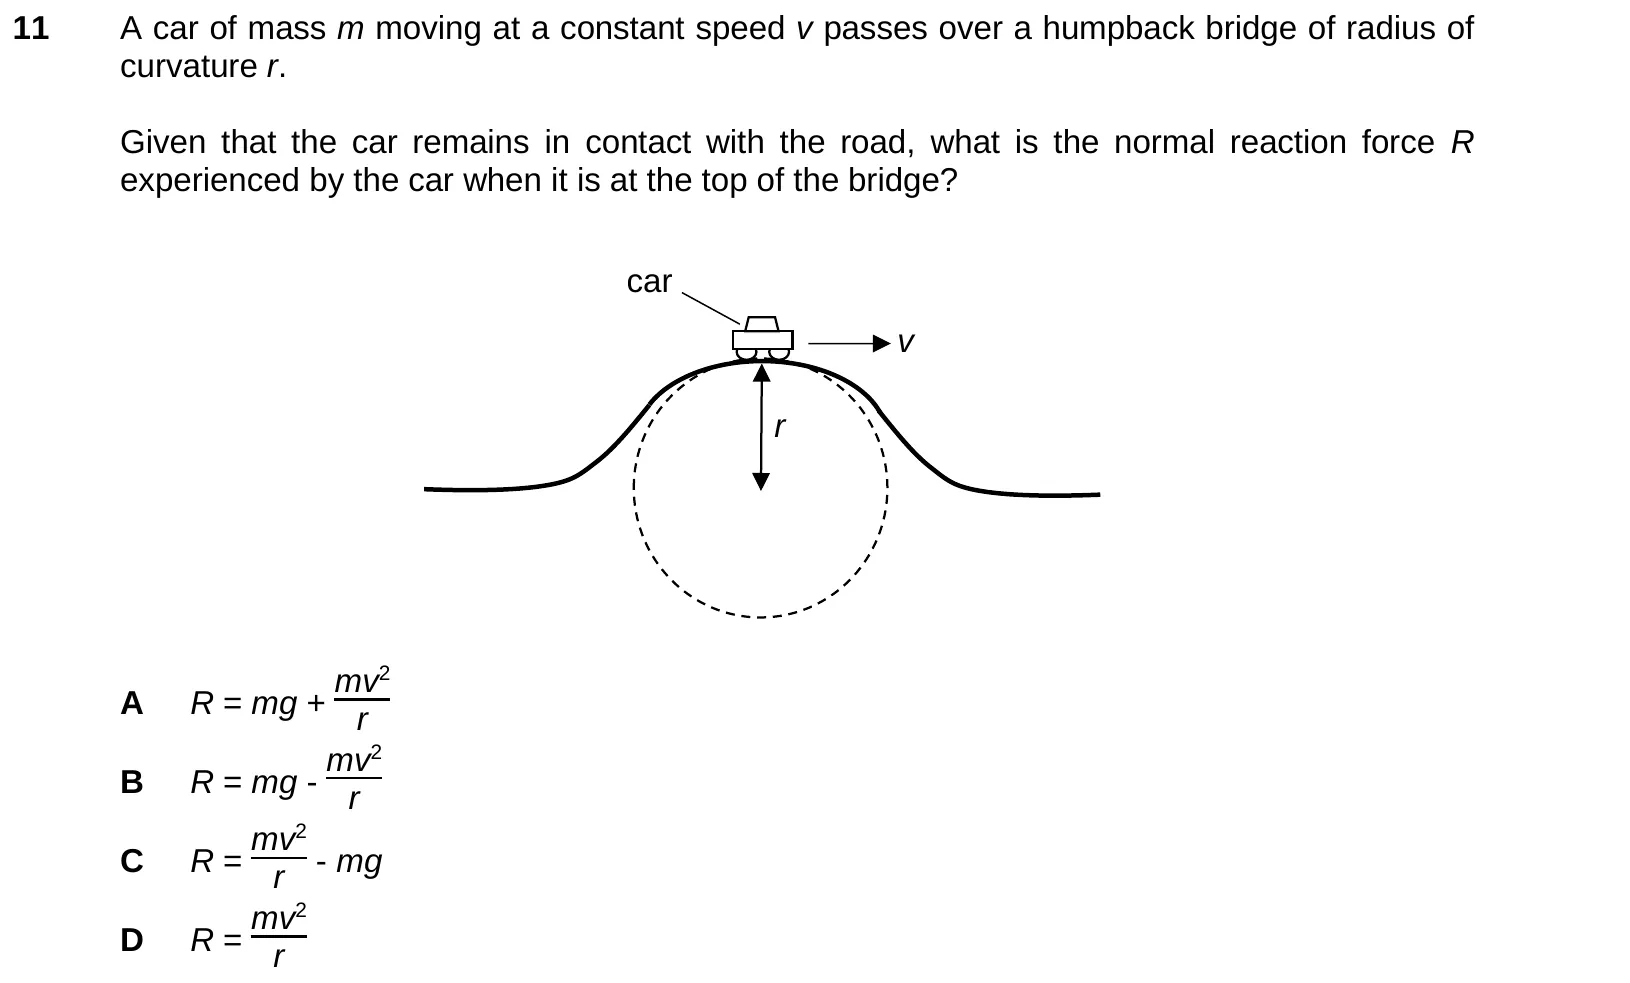 11 A car of mass m moving at a constant speed v passes over a humpback bridge of radius of
curvature r.
Given that the car remains in contact with the road, what is the normal reaction force R
experienced by the car when it is at the top of the bridge?
car
v
r
A R = mg + mv²/r
B R = mg - mv²/r
C R = mv²/r - mg
D R = mv²/r